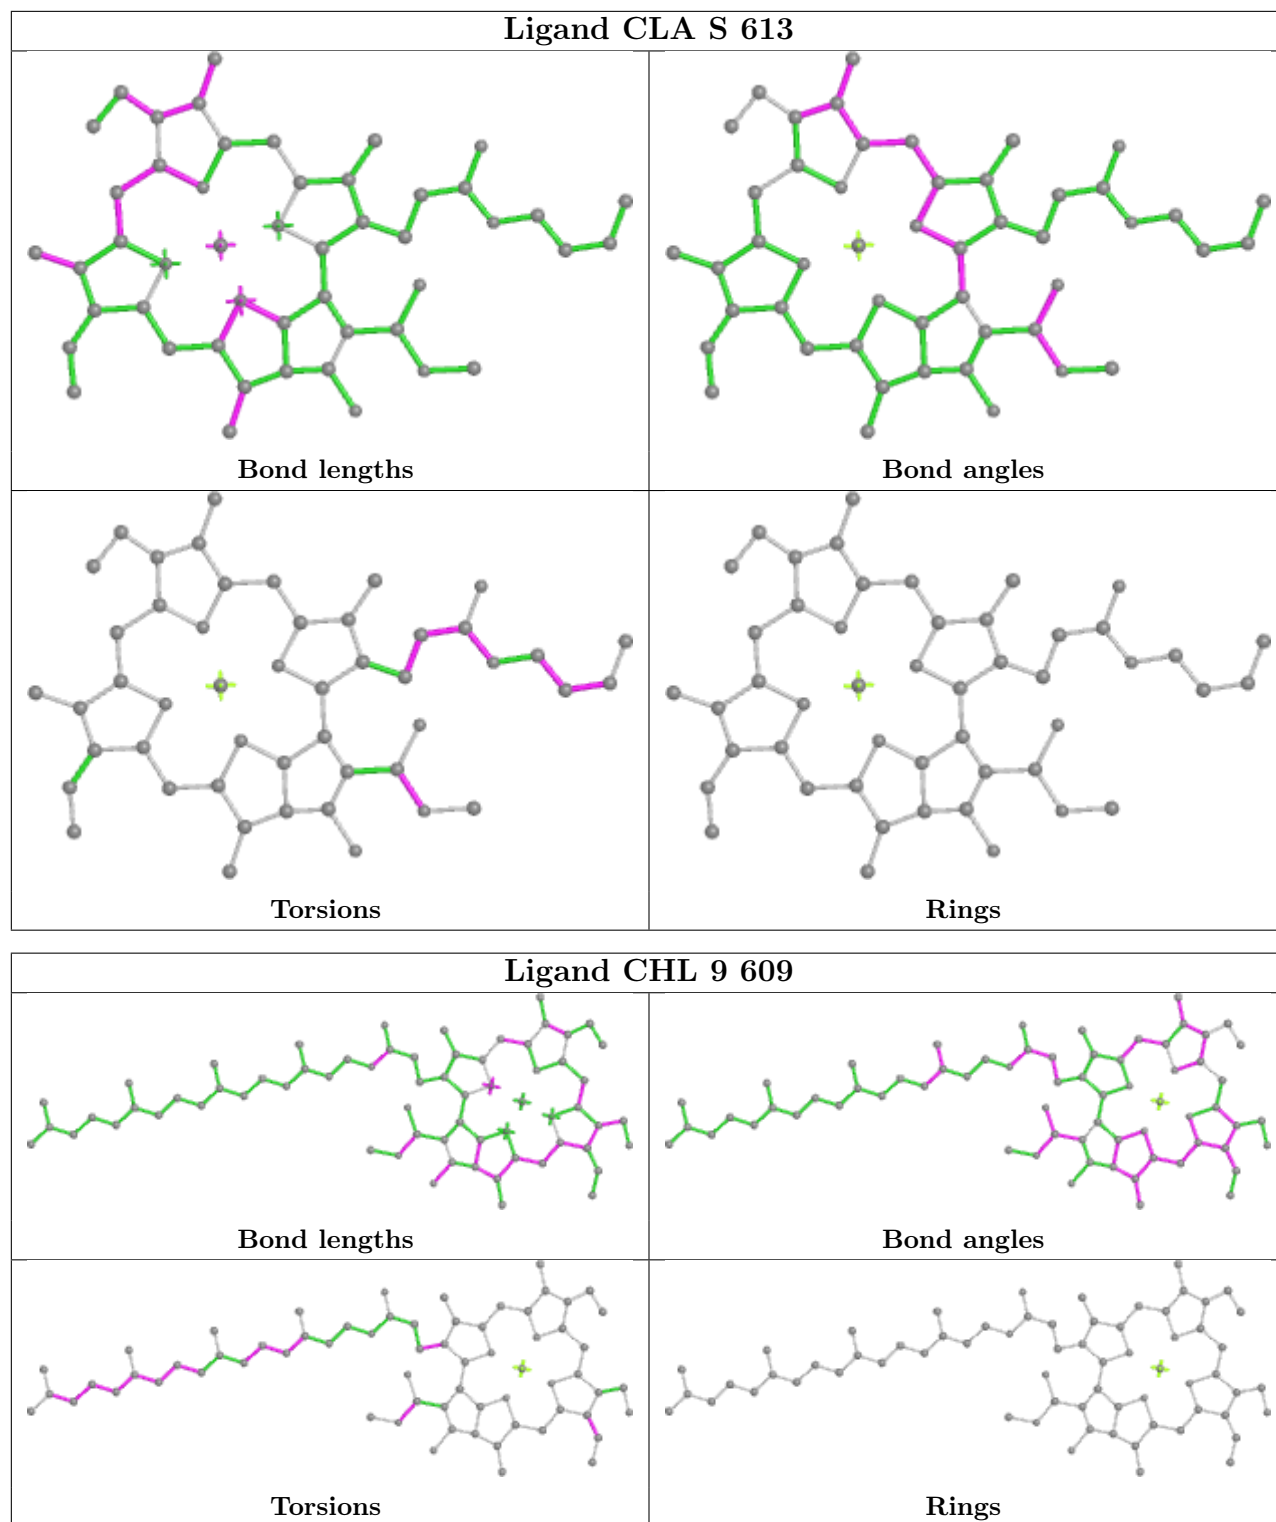 Ligand CLA S 613
Bond lengths
Bond angles
Torsions
Rings
Ligand CHL 9 609
Bond lengths
Bond angles
Torsions
Rings